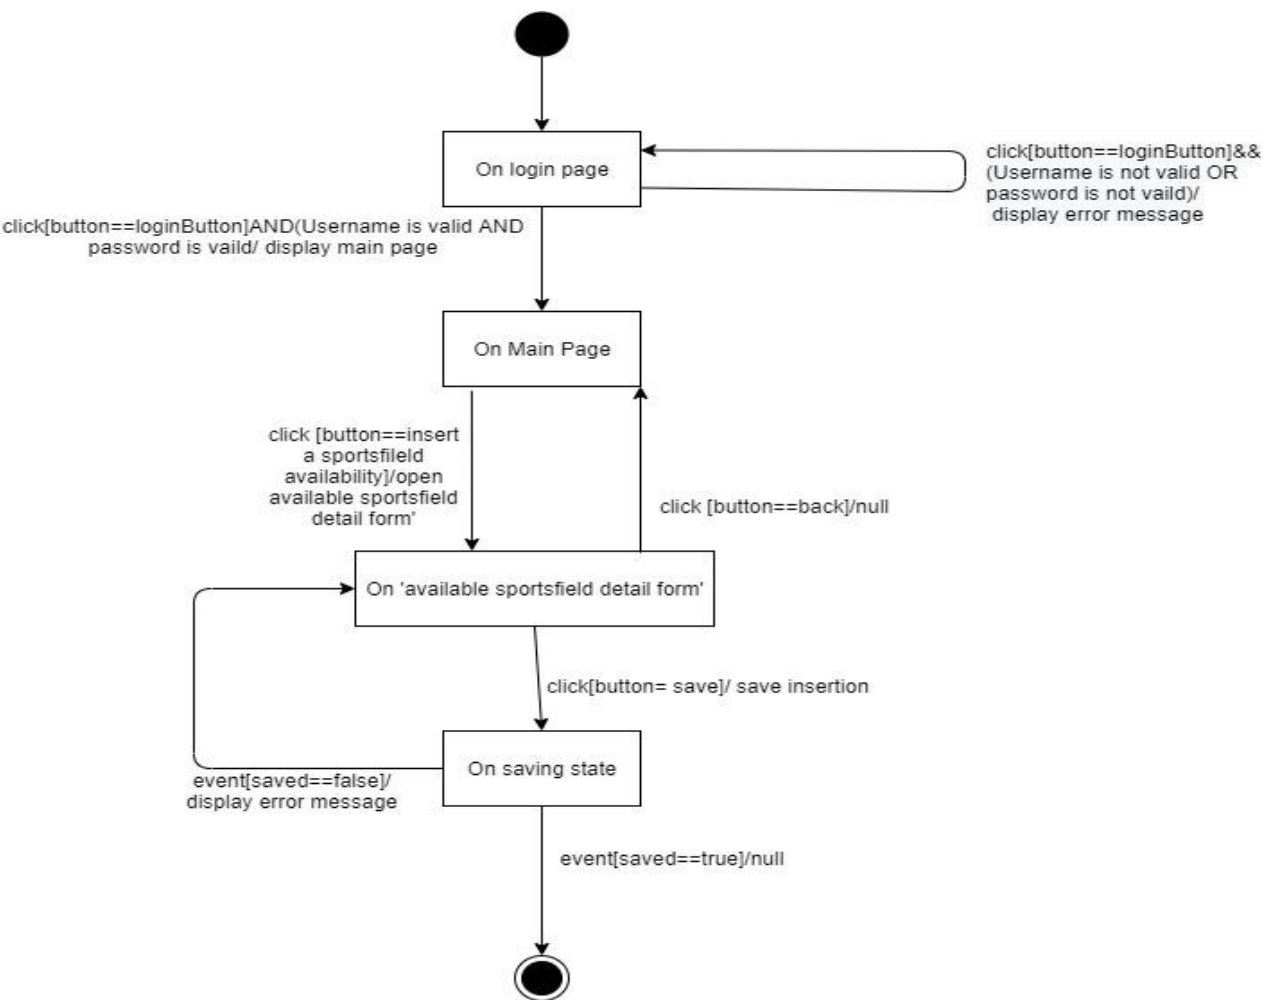 On login page
click[button==loginButton]&&
(Username is not valid OR
password is not vaild)/
display error message
click[button==loginButton]AND(Username is valid AND
password is vaild/ display main page
On Main Page
click [button==insert
a sportsfileld
availability]/open
available sportsfield
detail form'
click [button==back]/null
On 'available sportsfield detail form'
click[button= save]/ save insertion
On saving state
event[saved==false]/
display error message
event[saved==true]/null